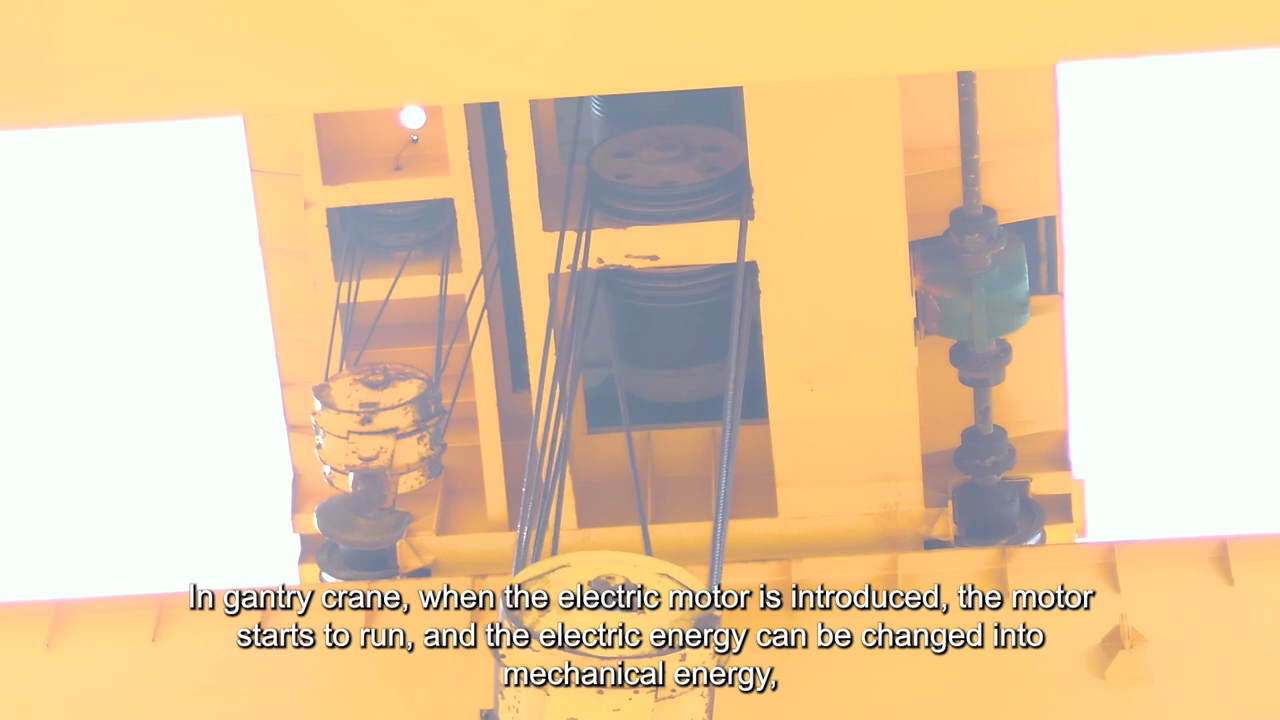 In gantry crane, when the electric motor is introduced, the motor
starts to run, and the electric energy can be changed into
mechanical energy,